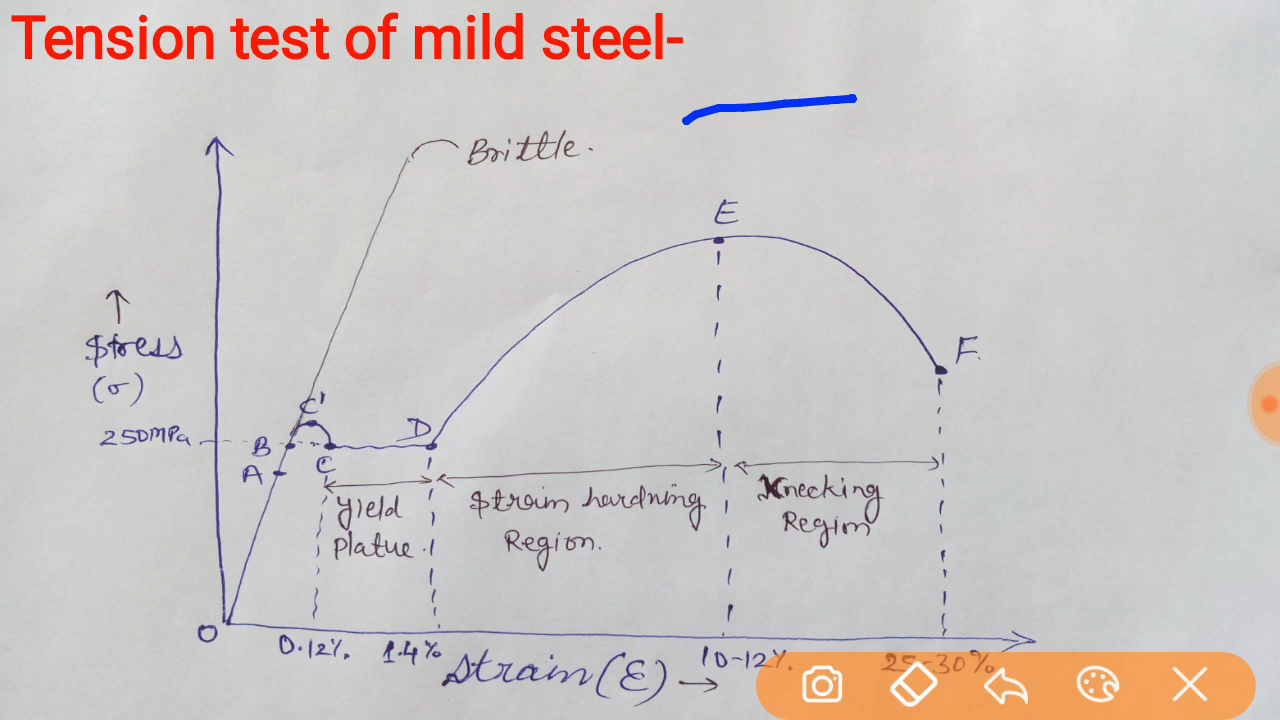 Tension test of mild steel-
Brittle.
E
↑
Stress
(σ)
F.
C'
250MPa
B
C
D
A
Yield
Platue.
Strain hardning
Region.
Knecking
Region
O
0.12%.
1.4%
Strain(Ɛ) →
10-12%.
25-30%